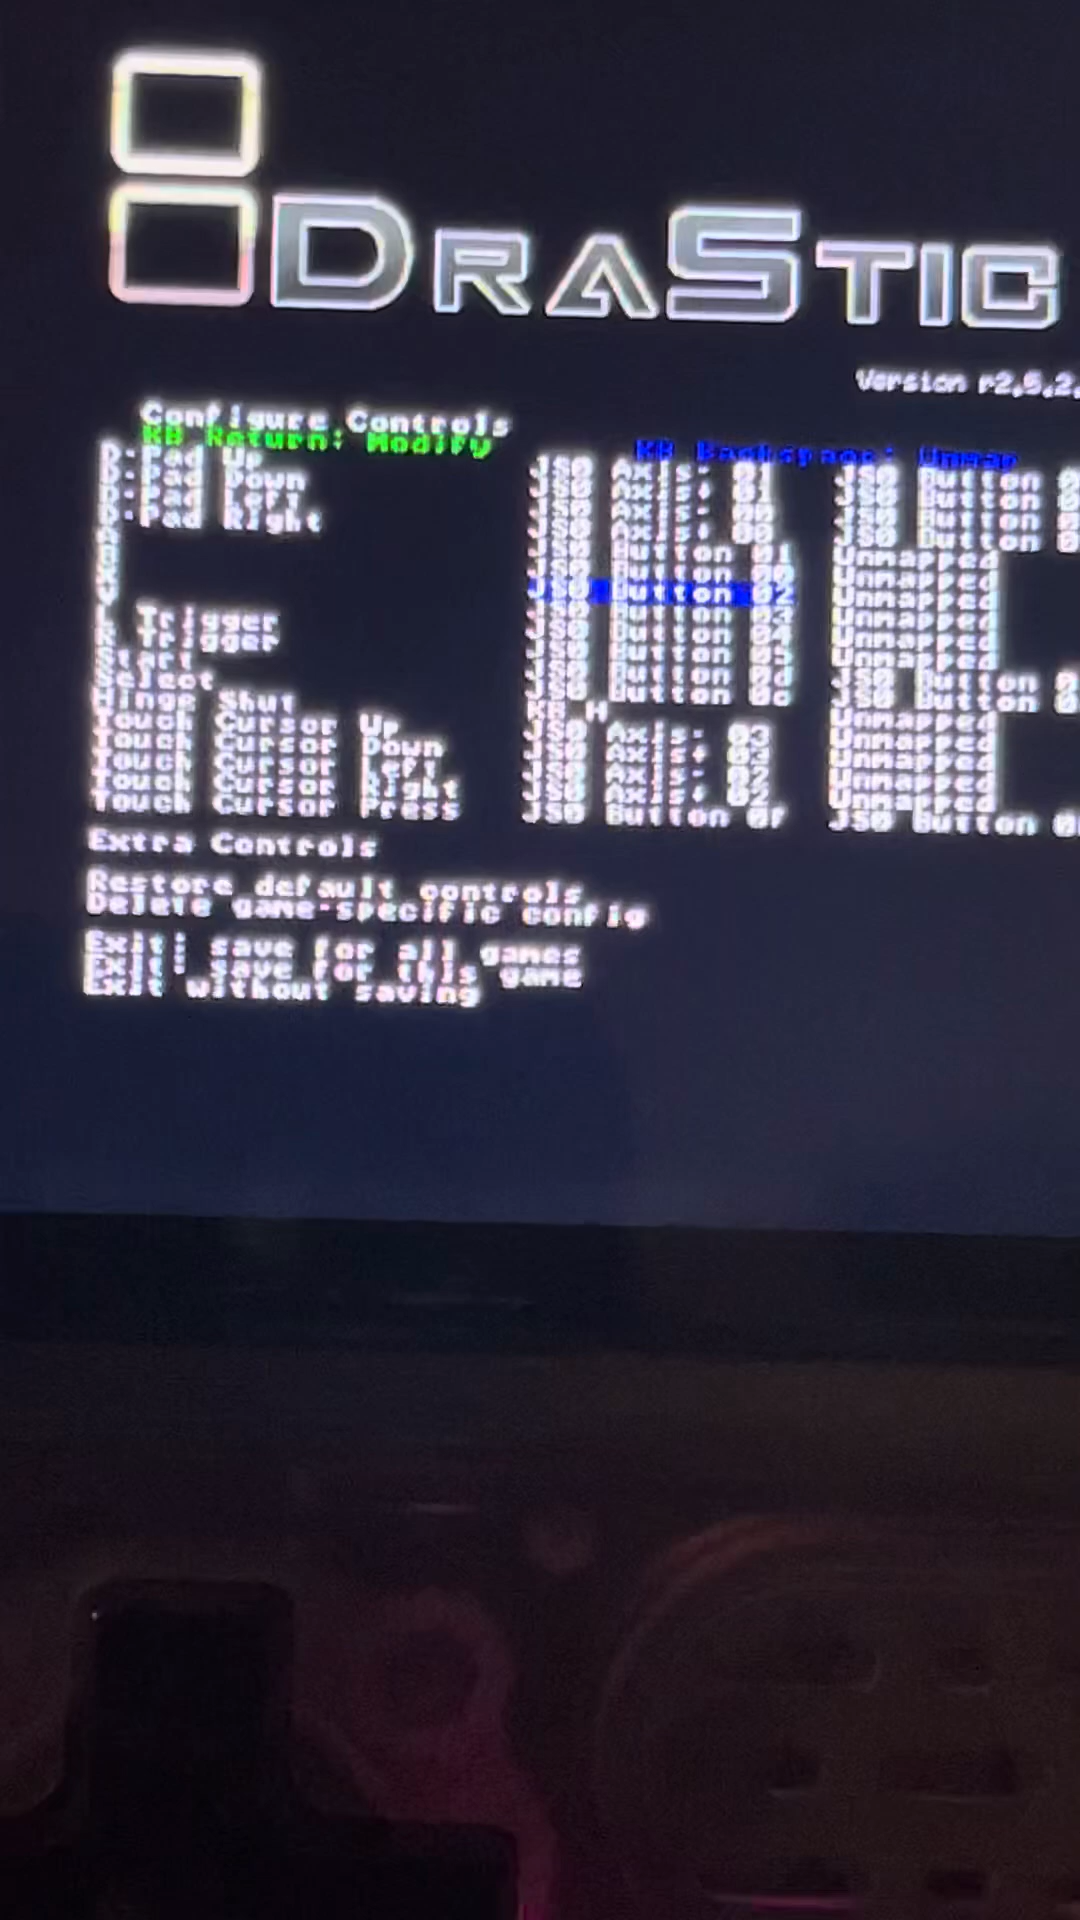 DRASTIC
Version r2.5.2.
Configure Controls
KB Return: Modify KB Backspace: Unmap
D-Pad Up JS0 Axis- 01 JS0 Button
D-Pad Down JS0 Axis+ 01 JS0 Button
D-Pad Left JS0 Axis- 00 JS0 Button
D-Pad Right JS0 Axis+ 00 JS0 Button
A JS0 Button 01 Unmapped
B JS0 Button 00 Unmapped
X JS0 Button 02 Unmapped
Y JS0 Button 03 Unmapped
L Trigger JS0 Button 04 Unmapped
R Trigger JS0 Button 05 Unmapped
Start JS0 Button 0d JS0 Button
Select JS0 Button 0c JS0 Button
Hinge Shut KB H Unmapped
Touch Cursor Up JS0 Axis- 03 Unmapped
Touch Cursor Down JS0 Axis+ 03 Unmapped
Touch Cursor Left JS0 Axis- 02 Unmapped
Touch Cursor Right JS0 Axis+ 02 Unmapped
Touch Cursor Press JS0 Button 0f JS0 Button
Extra Controls
Restore default controls
Delete game-specific config
Exit: save for all games
Exit: save for this game
Exit without saving